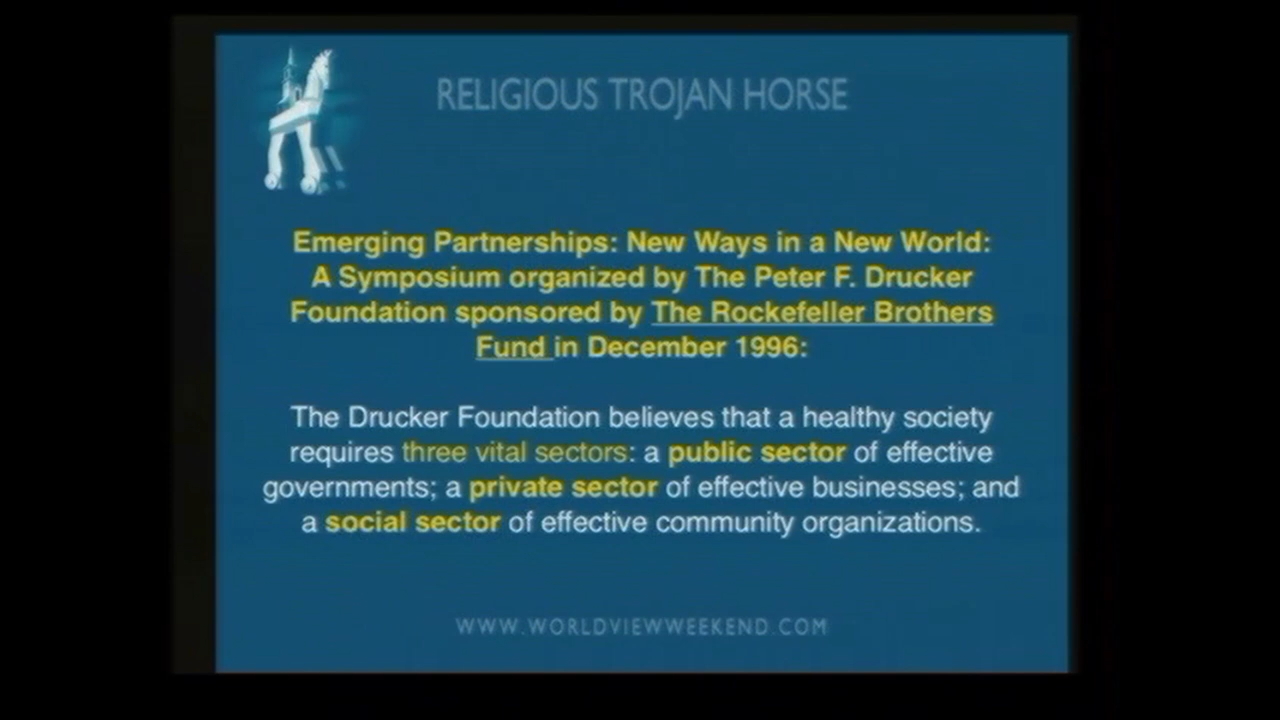 RELIGIOUS TROJAN HORSE
Emerging Partnerships: New Ways in a New World:
A Symposium organized by The Peter F. Drucker
Foundation sponsored by The Rockefeller Brothers
Fund in December 1996:
The Drucker Foundation believes that a healthy society
requires three vital sectors: a public sector of effective
governments; a private sector of effective businesses; and
a social sector of effective community organizations.
WWW.WORLDVIEWWEEKEND.COM